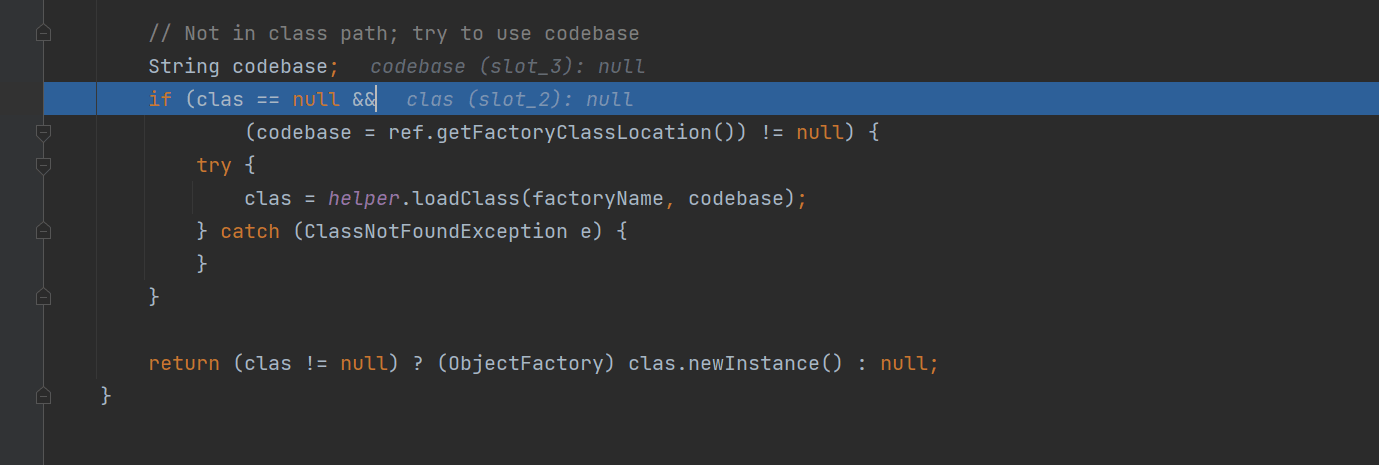 // Not in class path; try to use codebase
String codebase; codebase (slot_3): null
if (clas == null && clas (slot_2): null
(codebase = ref.getFactoryClassLocation()) != null) {
try {
clas = helper.loadClass(factoryName, codebase);
} catch (ClassNotFoundException e) {
}
}
return (clas != null) ? (ObjectFactory) clas.newInstance() : null;
}